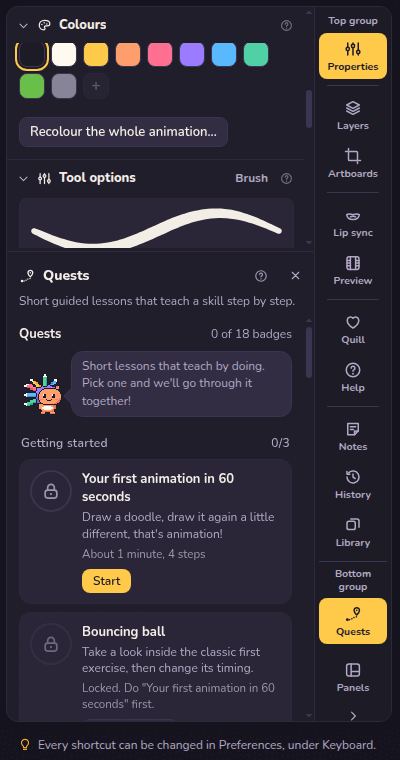 Colours
Recolour the whole animation...
Tool options
Brush
Quests
Short guided lessons that teach a skill step by step.
Quests
0 of 18 badges
Short lessons that teach by doing.
Pick one and we'll go through it
together!
Getting started
0/3
Your first animation in 60
seconds
Draw a doodle, draw it again a little
different, that's animation!
About 1 minute, 4 steps
Start
Bouncing ball
Take a look inside the classic first
exercise, then change its timing.
Locked. Do "Your first animation in 60
seconds" first.
Top group
Properties
Layers
Artboards
Lip sync
Preview
Quill
Help
Notes
History
Library
Bottom
group
Quests
Panels
Every shortcut can be changed in Preferences, under Keyboard.